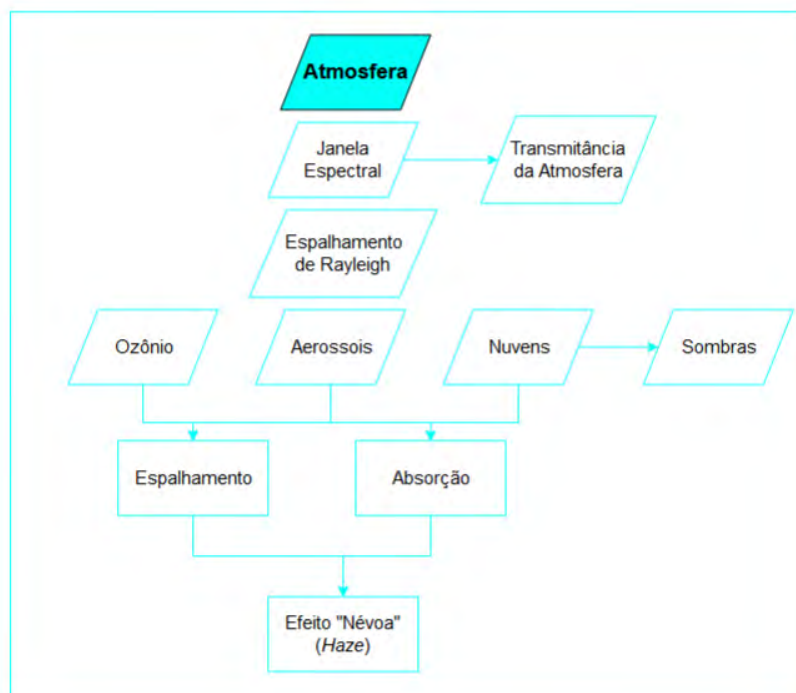 Atmosfera
Janela
Espectral
Transmitância
da Atmosfera
Espalhamento
de Rayleigh
Ozônio
Aerossois
Nuvens
Sombras
Espalhamento
Absorção
Efeito "Névoa"
(Haze)